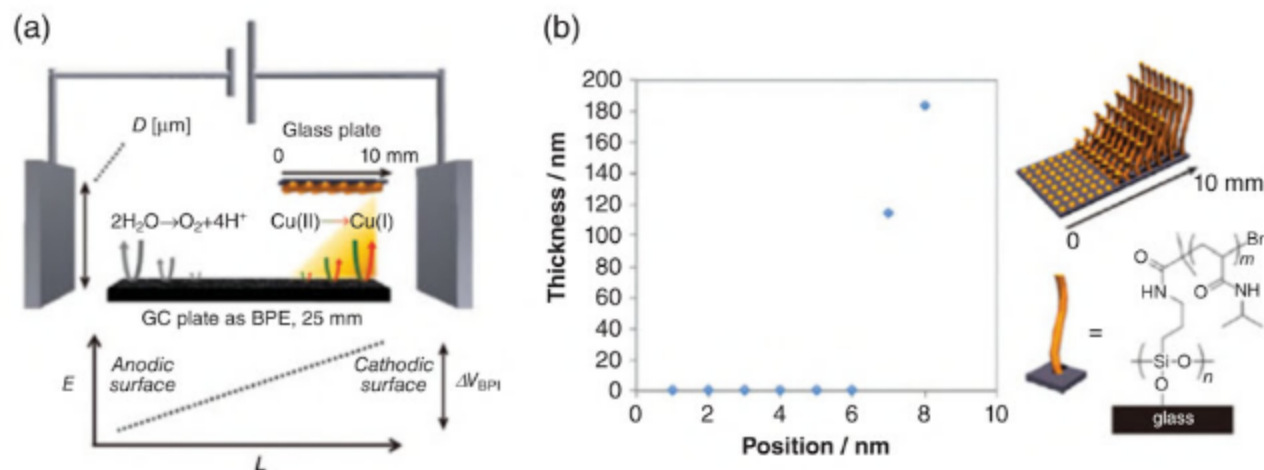 (a)
D [μm]
Glass plate
0 10 mm
2H₂O→O₂+4H⁺ Cu(II)→Cu(I)
GC plate as BPE, 25 mm
E
Anodic surface
Cathodic surface
ΔV_BPI
L
(b)
Thickness / nm
200
180
160
140
120
100
80
60
40
20
0
0 2 4 6 8 10
Position / nm
0 10 mm
Br
m
O
O
HN
NH
=
Si O
n
O
glass